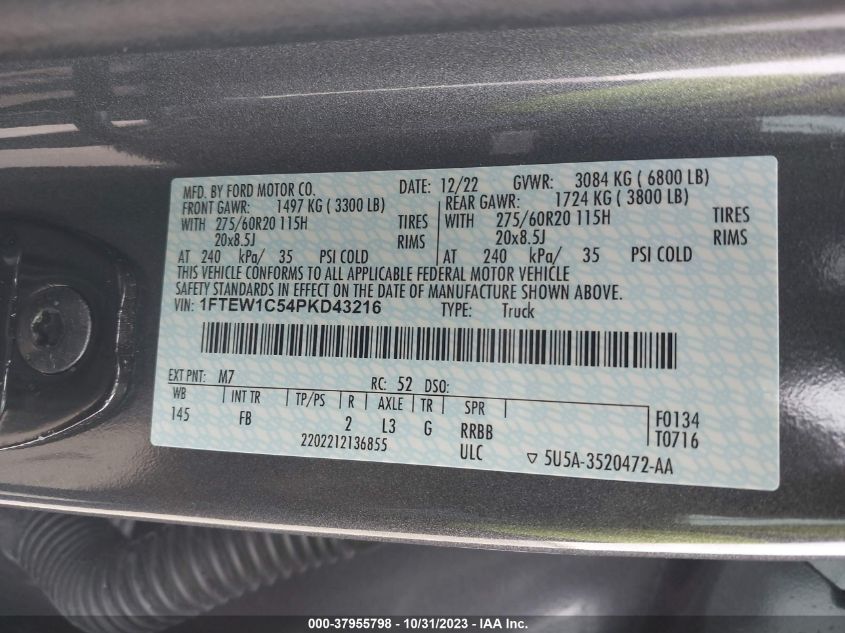 MFD. BY FORD MOTOR CO. DATE: 12/22 GVWR: 3084 KG ( 6800 LB)
FRONT GAWR: 1497 KG ( 3300 LB) REAR GAWR: 1724 KG ( 3800 LB)
WITH 275/60R20 115H TIRES WITH 275/60R20 115H TIRES
20x8.5J RIMS 20x8.5J RIMS
AT 240 kPa/ 35 PSI COLD AT 240 kPa/ 35 PSI COLD
THIS VEHICLE CONFORMS TO ALL APPLICABLE FEDERAL MOTOR VEHICLE
SAFETY STANDARDS IN EFFECT ON THE DATE OF MANUFACTURE SHOWN ABOVE.
VIN: 1FTEW1C54PKD43216 TYPE: Truck
EXT PNT: M7 RC: 52 DSO:
WB INT TR TP/PS R AXLE TR SPR
145 FB 2 L3 G RRBB F0134
2202212136855 ULC T0716
▽ 5U5A-3520472-AA
000-37955798 - 10/31/2023 - IAA Inc.